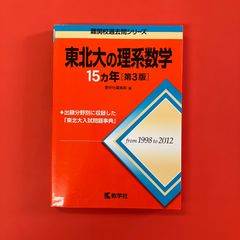 難関校過去問シリーズ
東北大の理系数学
15カ年[第3版]
教学社編集部 編
◆出題分野別に収録した
「東北大入試問題事典」
from 1998 to 2012
教学社